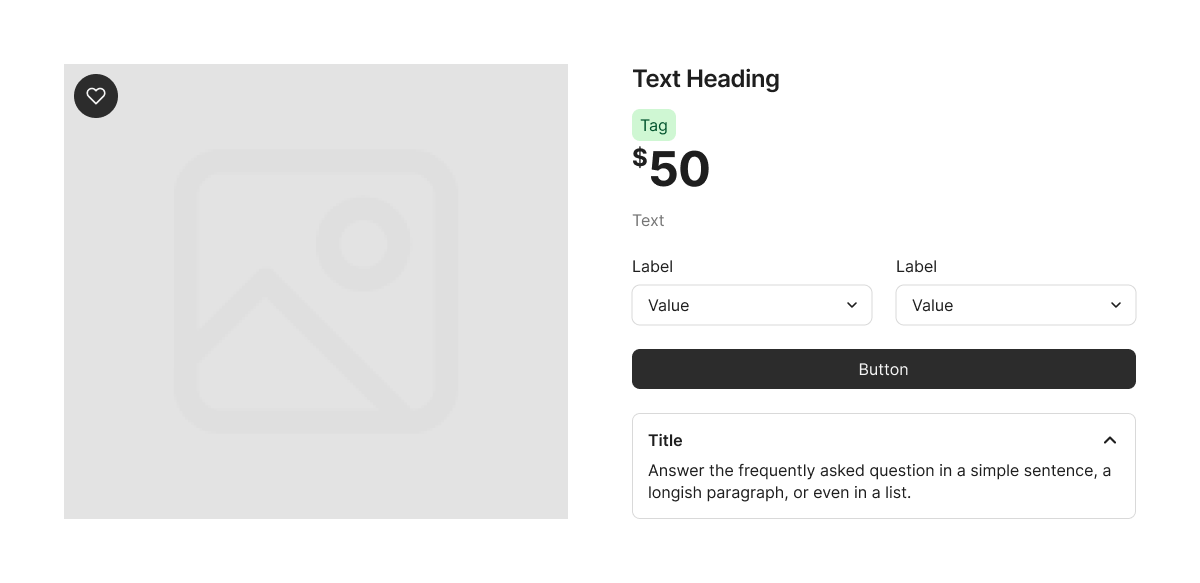 Text Heading
Tag
$50
Text
Label
Label
Value
Value
Button
Title
Answer the frequently asked question in a simple sentence, a
longish paragraph, or even in a list.